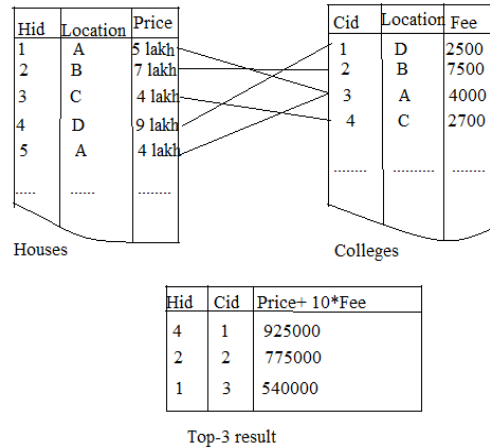 Hid Location Price
1 A 5 lakh
2 B 7 lakh
3 C 4 lakh
4 D 9 lakh
5 A 4 lakh
..... ...... .......
Houses
Cid Location Fee
1 D 2500
2 B 7500
3 A 4000
4 C 2700
....... ......... .......
Colleges
Hid Cid Price+ 10*Fee
4 1 925000
2 2 775000
1 3 540000
Top-3 result